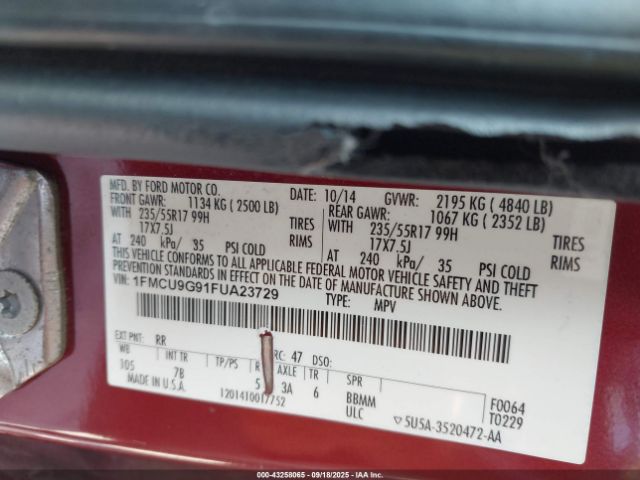 MFD. BY FORD MOTOR CO.
DATE: 10/14 GVWR: 2195 KG ( 4840 LB)
FRONT GAWR: 1134 KG ( 2500 LB) REAR GAWR: 1067 KG ( 2352 LB)
WITH 235/55R17 99H TIRES WITH 235/55R17 99H TIRES
17X7.5J RIMS 17X7.5J RIMS
AT 240 kPa/ 35 PSI COLD AT 240 kPa/ 35 PSI COLD
THIS VEHICLE CONFORMS TO ALL APPLICABLE FEDERAL MOTOR VEHICLE SAFETY AND THEFT
PREVENTION STANDARDS IN EFFECT ON THE DATE OF MANUFACTURE SHOWN ABOVE.
VIN: 1FMCU9G91FUA23729
TYPE: MPV
EXT PNT: RR RC: 47 DSO:
WB INT TR TP/PS R AXLE TR SPR
105 7B 5 3A 6 BBMM F0064
MADE IN U.S.A. 1201410017752 ULC T0229
5U5A-3520472-AA
000-43258065 - 09/18/2025 - IAA Branch